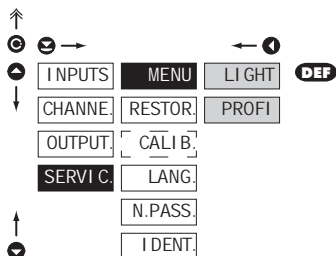 INPUTS MENU LIGHT DEF
CHANNE. RESTOR. PROFI
OUTPUT. CALIB.
SERVIC. LANG.
N.PASS.
IDENT.